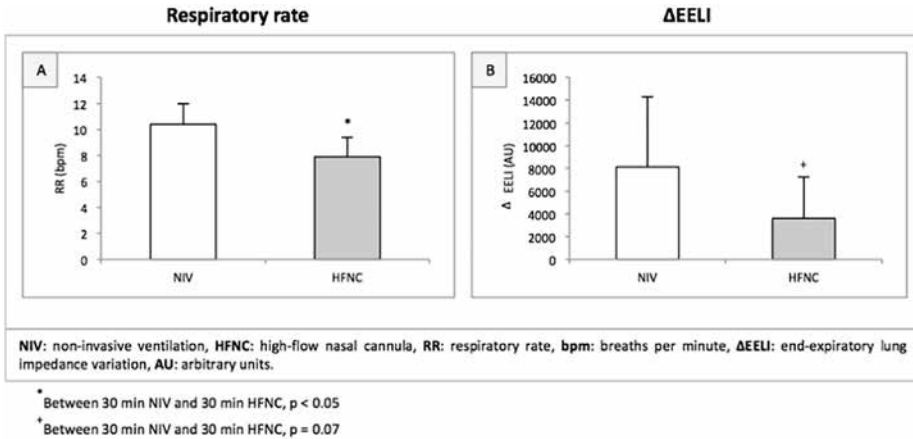 Respiratory rate
ΔEELI
A
14
12
10
8
6
4
2
0
RR (bpm)
*
NIV
HFNC
B
16000
14000
12000
10000
8000
6000
4000
2000
0
Δ EELI (AU)
+
NIV
HFNC
NIV: non-invasive ventilation, HFNC: high-flow nasal cannula, RR: respiratory rate, bpm: breaths per minute, ΔEELI: end-expiratory lung
impedance variation, AU: arbitrary units.
*Between 30 min NIV and 30 min HFNC, p < 0.05
+Between 30 min NIV and 30 min HFNC, p = 0.07